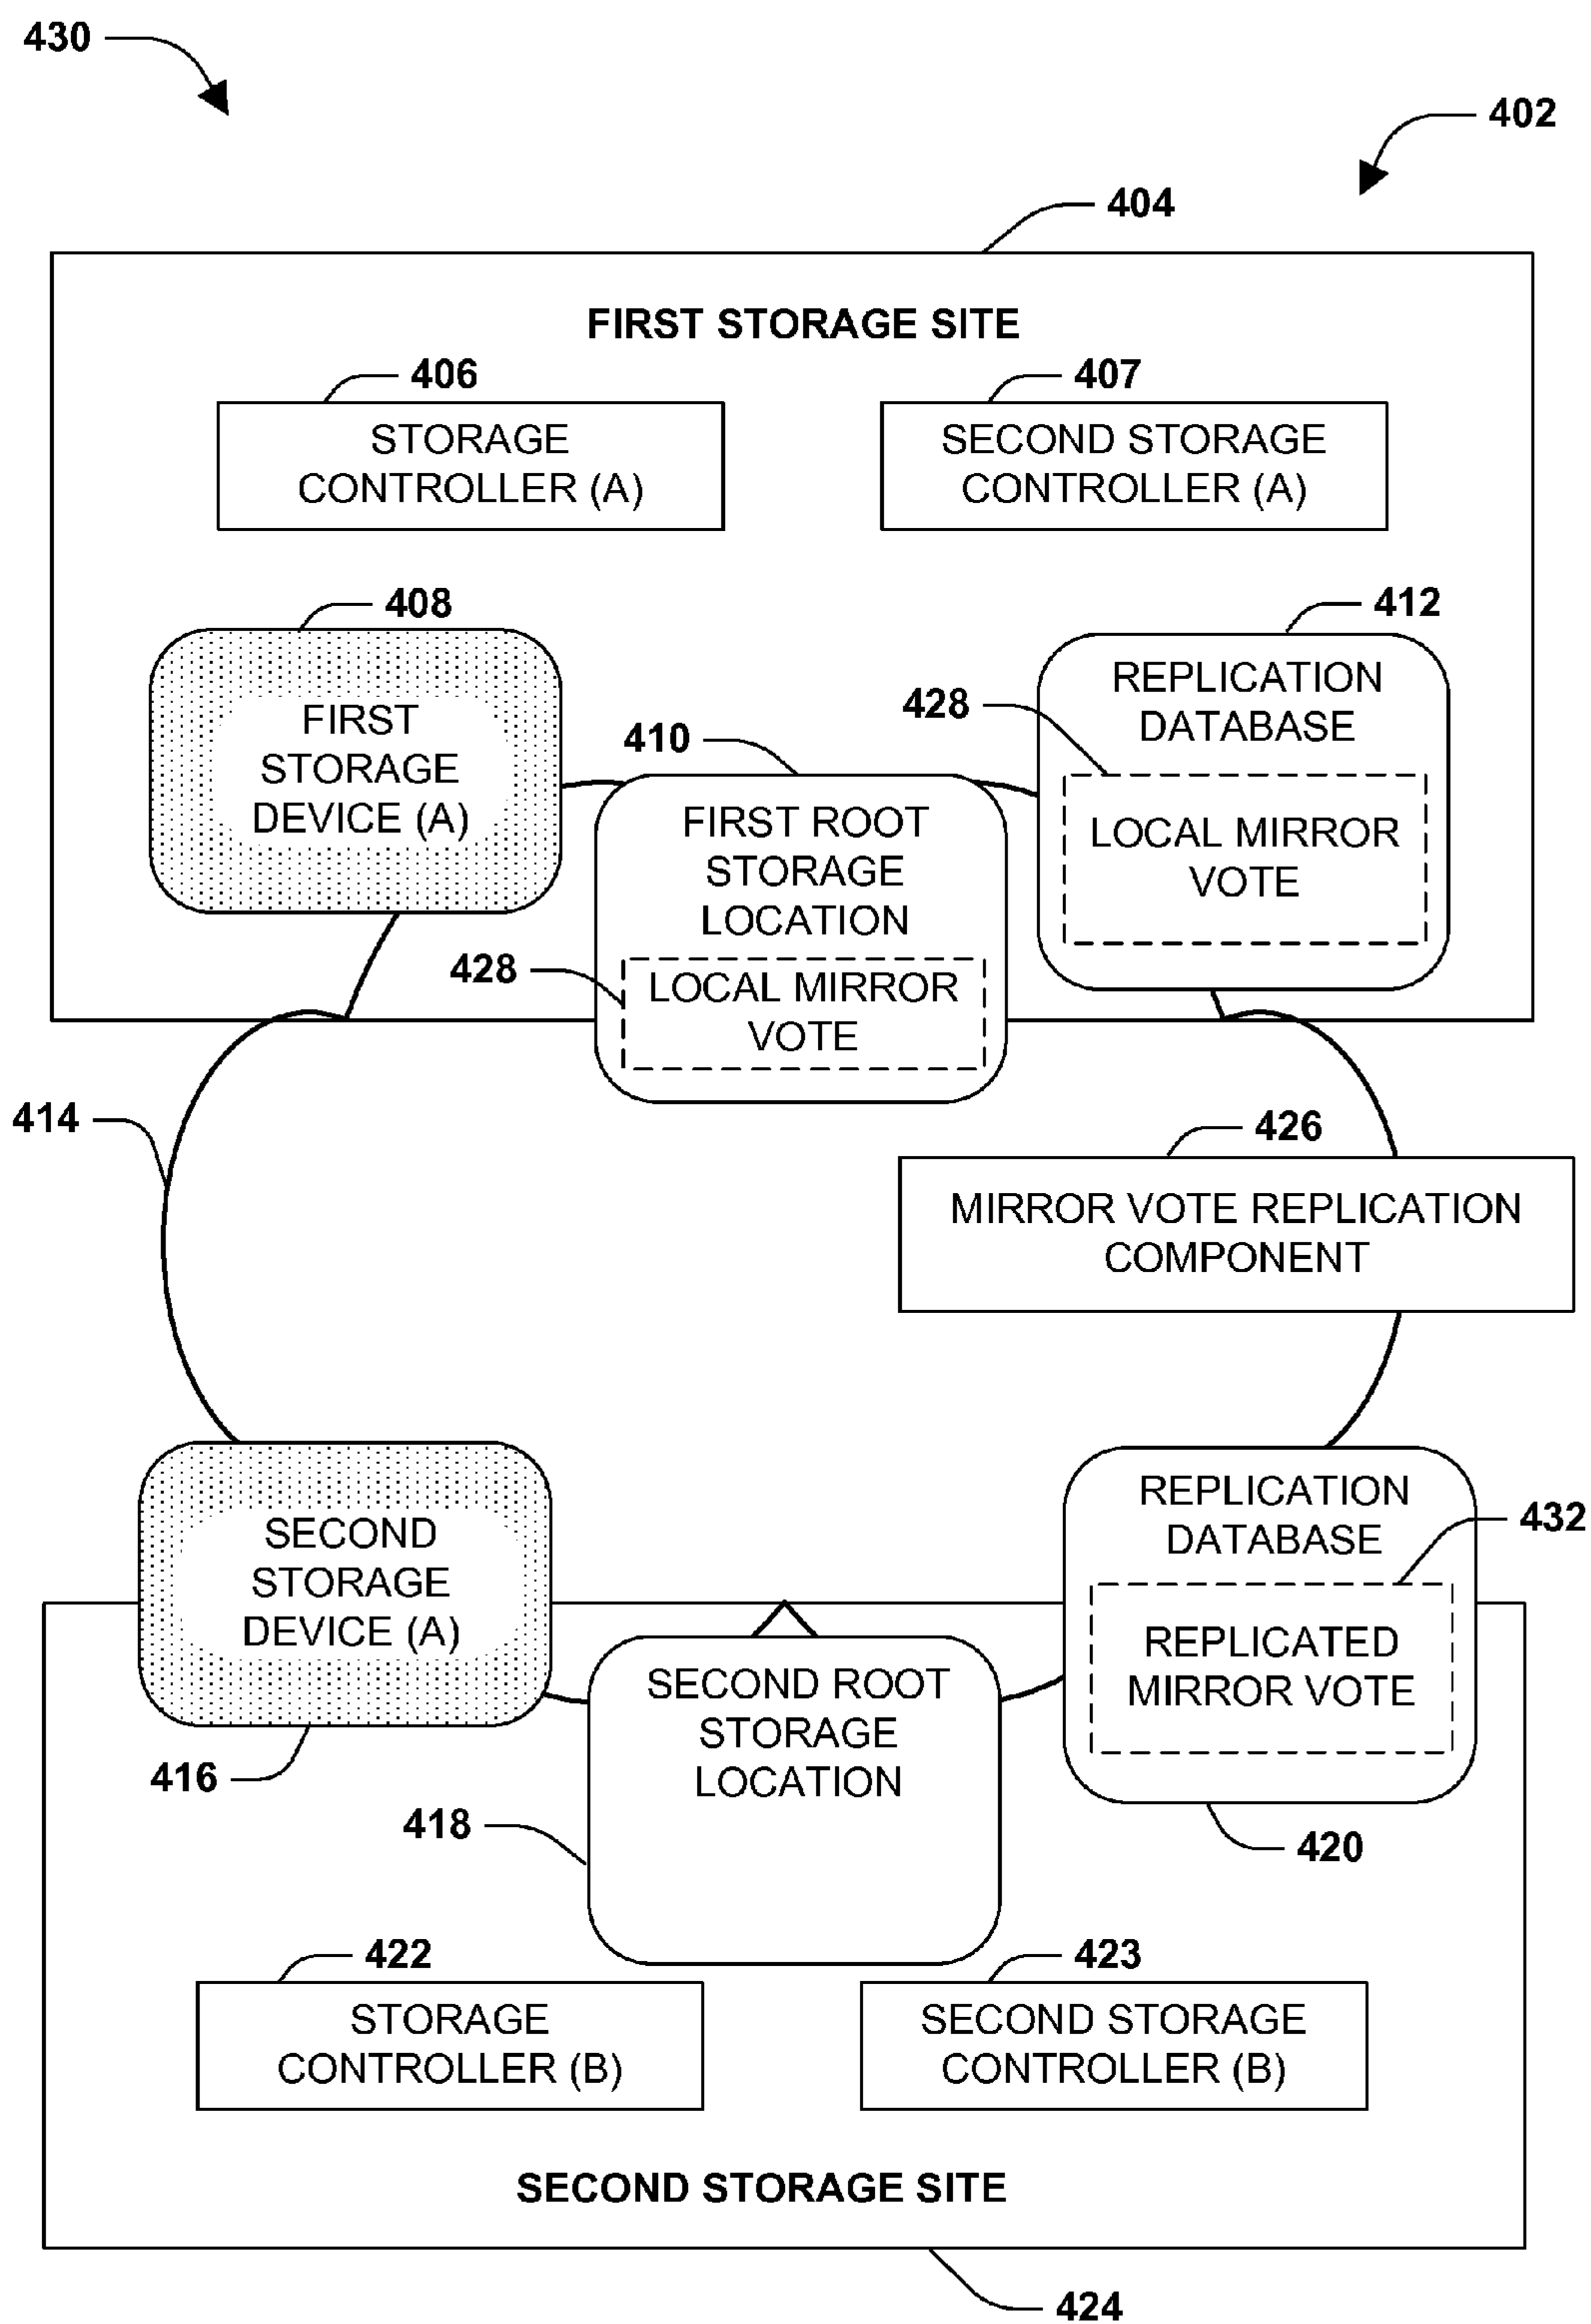 430
402
404
FIRST STORAGE SITE
406
407
STORAGE
CONTROLLER (A)
SECOND STORAGE
CONTROLLER (A)
408
412
FIRST
STORAGE
DEVICE (A)
REPLICATION
DATABASE
428
LOCAL MIRROR
VOTE
410
FIRST ROOT
STORAGE
LOCATION
428
LOCAL MIRROR
VOTE
414
426
MIRROR VOTE REPLICATION
COMPONENT
SECOND
STORAGE
DEVICE (A)
416
REPLICATION
DATABASE
432
REPLICATED
MIRROR VOTE
420
SECOND ROOT
STORAGE
LOCATION
418
422
423
STORAGE
CONTROLLER (B)
SECOND STORAGE
CONTROLLER (B)
SECOND STORAGE SITE
424